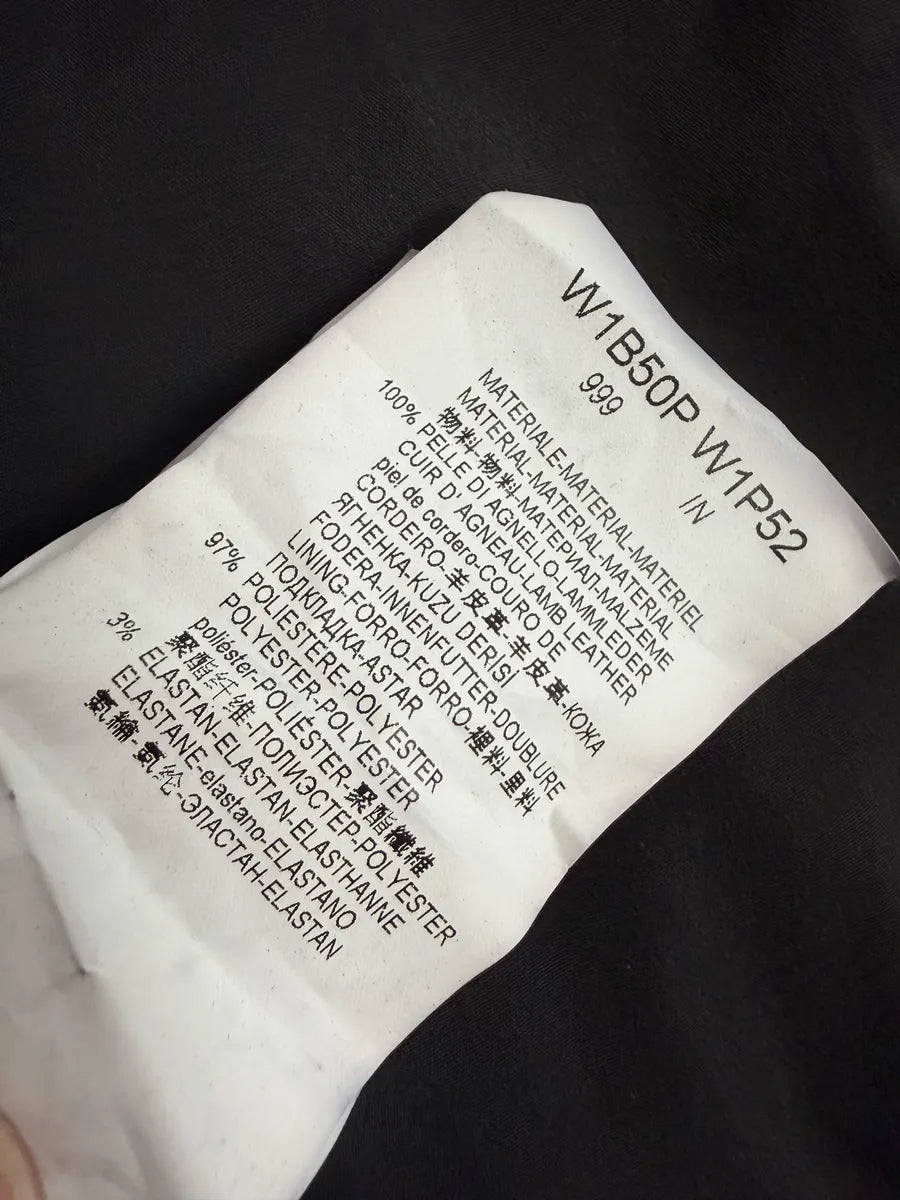 W1B50P W1P52
999 IN
MATERIALE-MATERIAL-MATERIEL
MATERIAL-MATERIAL-MATERIAL
物料-物料-МАТЕРИАЛ-MALZEME
100% PELLE DI AGNELLO-LAMMLEDER
CUIR D' AGNEAU-LAMB LEATHER
piel de cordero-COURO DE
CORDEIRO-羊皮革-羊皮革-КОЖА
ЯГНЕНКА-KUZU DERİSİ
FODERA-INNENFUTTER-DOUBLURE
LINING-FORRO-FORRO-裡料-里料
ПОДКЛАДКА-ASTAR
97% POLIESTERE-POLYESTER
POLYESTER-POLYESTER
poliéster-POLIÉSTER-聚酯纖維
聚酯纤维-ПОЛИЭСТЕР-POLYESTER
3% ELASTAN-ELASTAN-ELASTHANNE
ELASTANE-elastano-ELASTANO
氨綸-氨纶-ЭЛАСТАН-ELASTAN